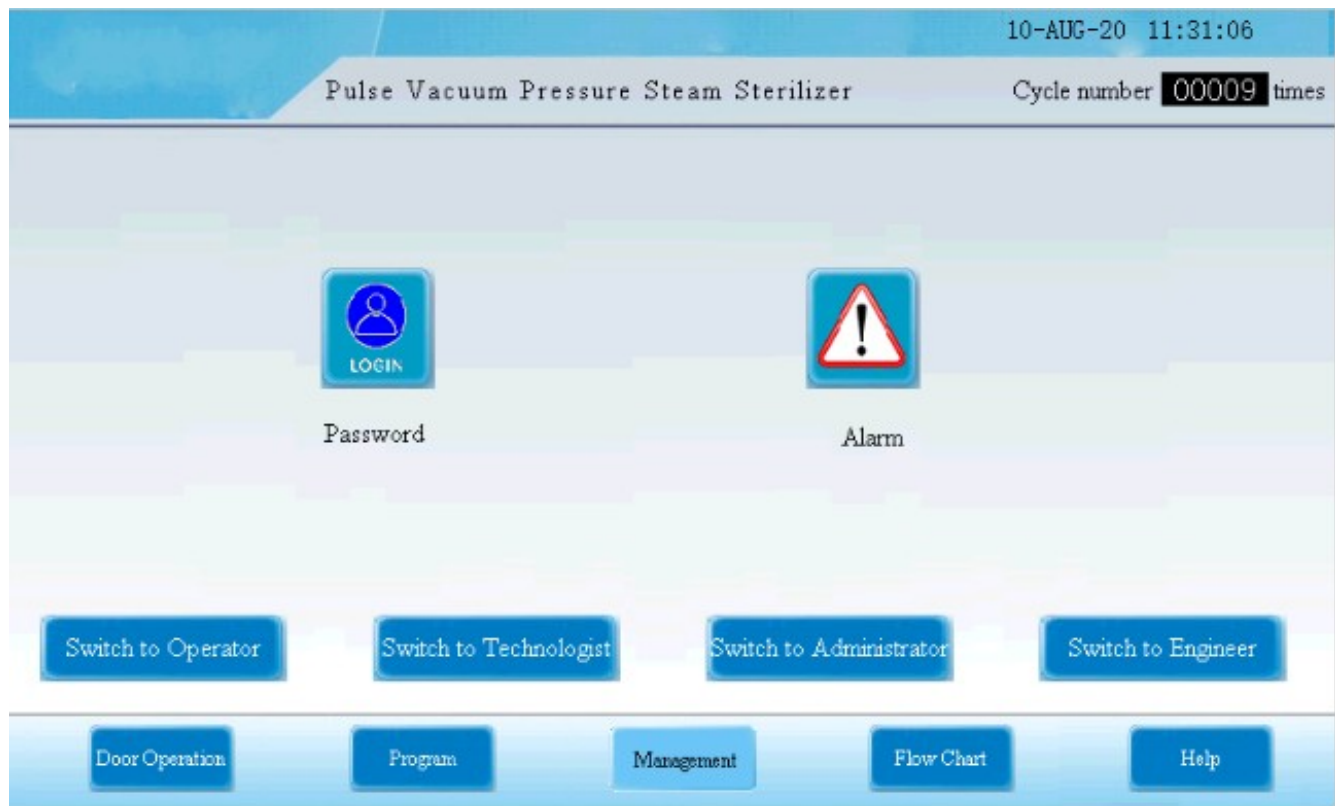 10-AUG-20 11:31:06
Pulse Vacuum Pressure Steam Sterilizer
Cycle number 00009 times
LOGIN
Password
Alarm
Switch to Operator
Switch to Technologist
Switch to Administrator
Switch to Engineer
Door Operation
Program
Management
Flow Chart
Help